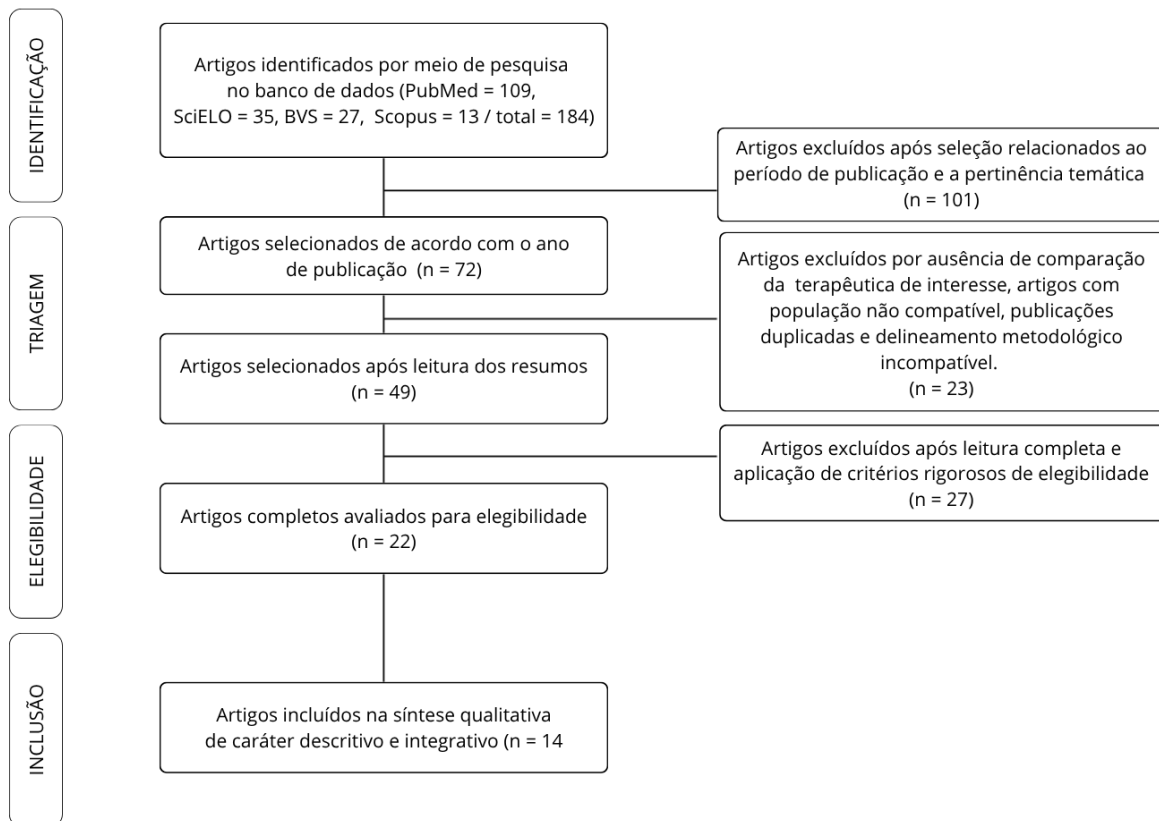 IDENTIFICAÇÃO
Artigos identificados por meio de pesquisa
no banco de dados (PubMed = 109,
SciELO = 35, BVS = 27, Scopus = 13 / total = 184)
Artigos excluídos após seleção relacionados ao
período de publicação e a pertinência temática
(n = 101)
TRIAGEM
Artigos selecionados de acordo com o ano
de publicação (n = 72)
Artigos excluídos por ausência de comparação
da terapêutica de interesse, artigos com
população não compatível, publicações
duplicadas e delineamento metodológico
incompatível.
(n = 23)
Artigos selecionados após leitura dos resumos
(n = 49)
ELEGIBILIDADE
Artigos excluídos após leitura completa e
aplicação de critérios rigorosos de elegibilidade
(n = 27)
Artigos completos avaliados para elegibilidade
(n = 22)
INCLUSÃO
Artigos incluídos na síntese qualitativa
de caráter descritivo e integrativo (n = 14